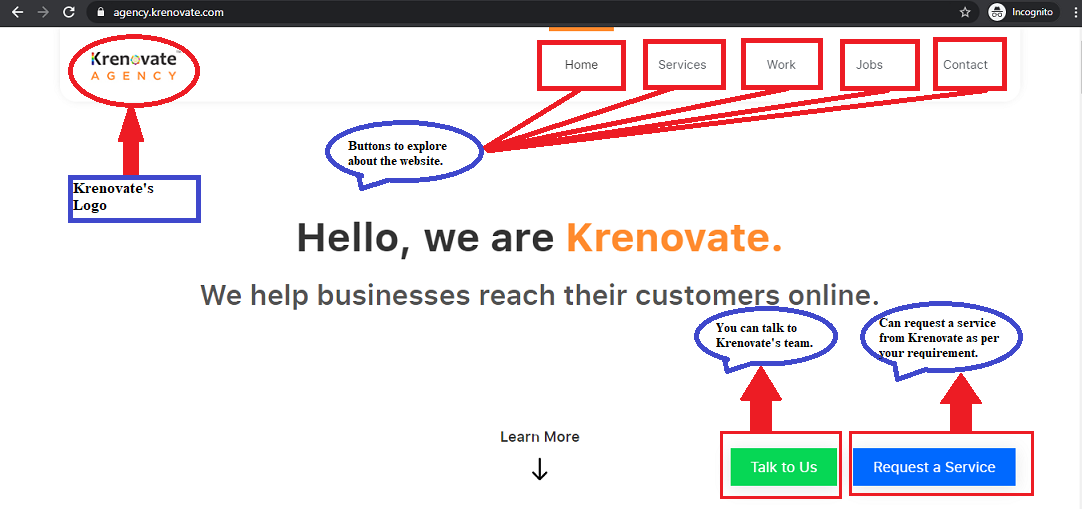 agency.krenovate.com
Incognito
Krenovate™
AGENCY
Home
Services
Work
Jobs
Contact
Buttons to explore
about the website.
Krenovate's
Logo
Hello, we are Krenovate.
We help businesses reach their customers online.
You can talk to
Krenovate's team.
Can request a service
from Krenovate as per
your requirement.
Learn More
Talk to Us
Request a Service